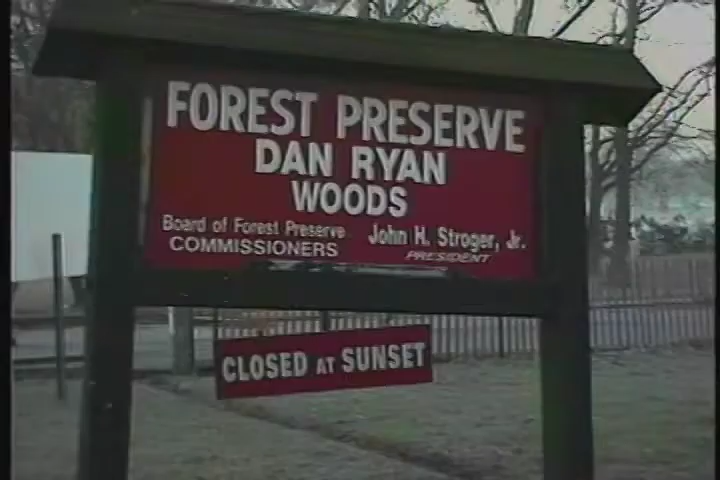 FOREST PRESERVE
DAN RYAN
WOODS
Board of Forest Preserve
COMMISSIONERS
John H. Stroger, Jr.
PRESIDENT
CLOSED AT SUNSET